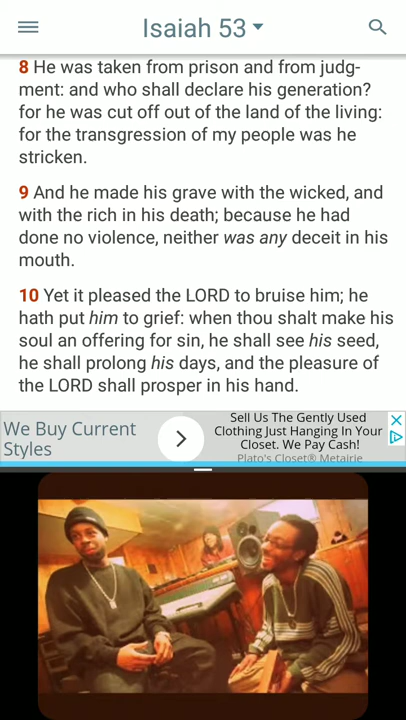 Isaiah 53
8 He was taken from prison and from judg-
ment: and who shall declare his generation?
for he was cut off out of the land of the living:
for the transgression of my people was he
stricken.
9 And he made his grave with the wicked, and
with the rich in his death; because he had
done no violence, neither was any deceit in his
mouth.
10 Yet it pleased the LORD to bruise him; he
hath put him to grief: when thou shalt make his
soul an offering for sin, he shall see his seed,
he shall prolong his days, and the pleasure of
the LORD shall prosper in his hand.
We Buy Current
Styles
Sell Us The Gently Used
Clothing Just Hanging In Your
Closet. We Pay Cash!
Plato's Closet® Metairie